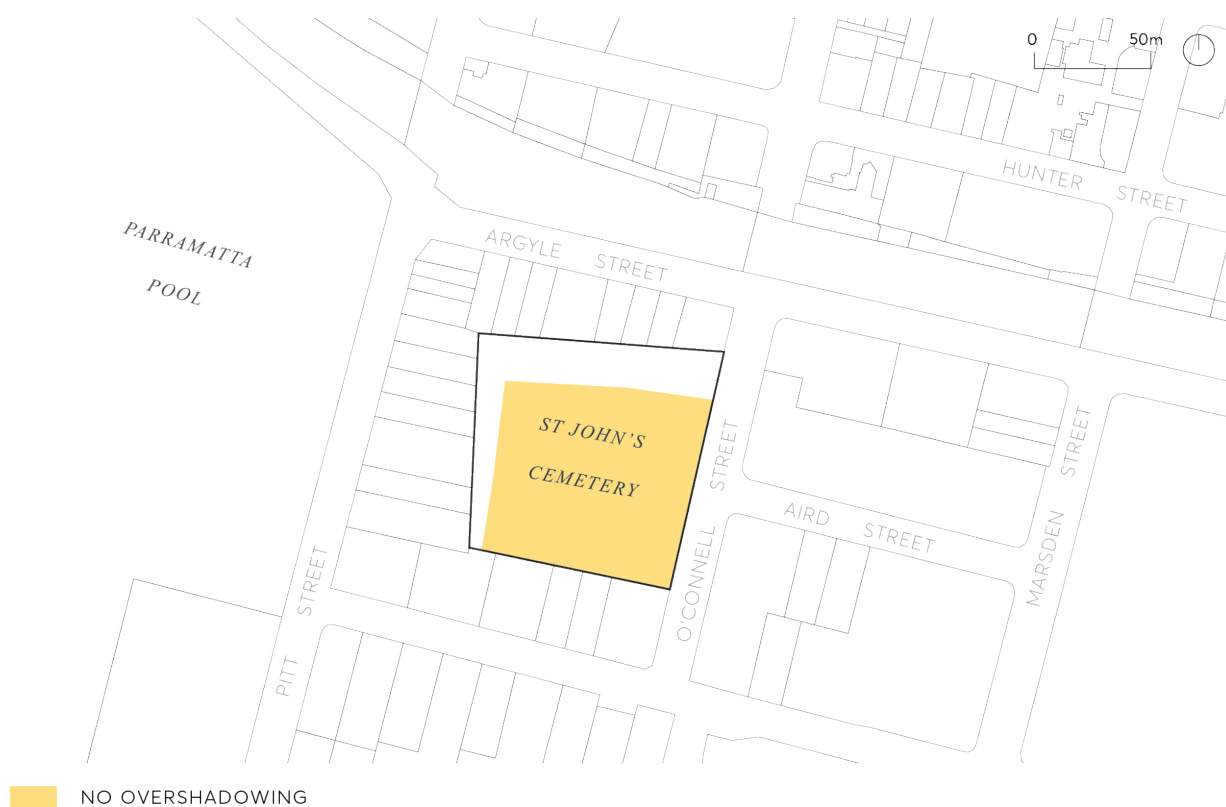 0 50m
HUNTER STREET
PARRAMATTA
POOL
ARGYLE STREET
ST JOHN'S
CEMETERY
O'CONNELL STREET
AIRD STREET
MARSDEN STREET
PITT STREET
NO OVERSHADOWING